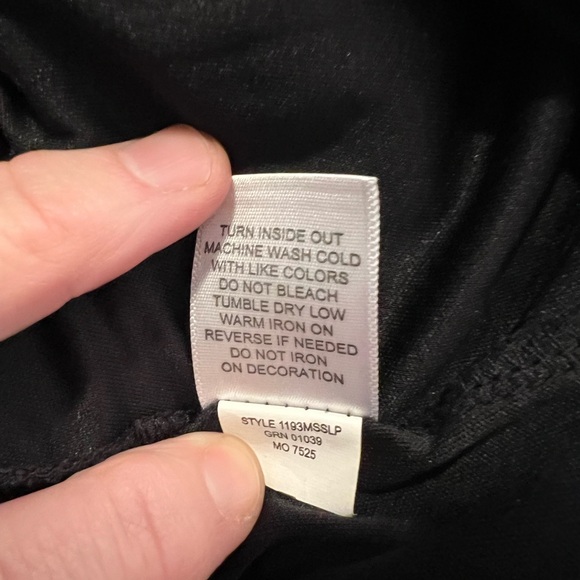 TURN INSIDE OUT
MACHINE WASH COLD
WITH LIKE COLORS
DO NOT BLEACH
TUMBLE DRY LOW
WARM IRON ON
REVERSE IF NEEDED
DO NOT IRON
ON DECORATION
STYLE 1193MSSLP
GRN 01039
MO 7525